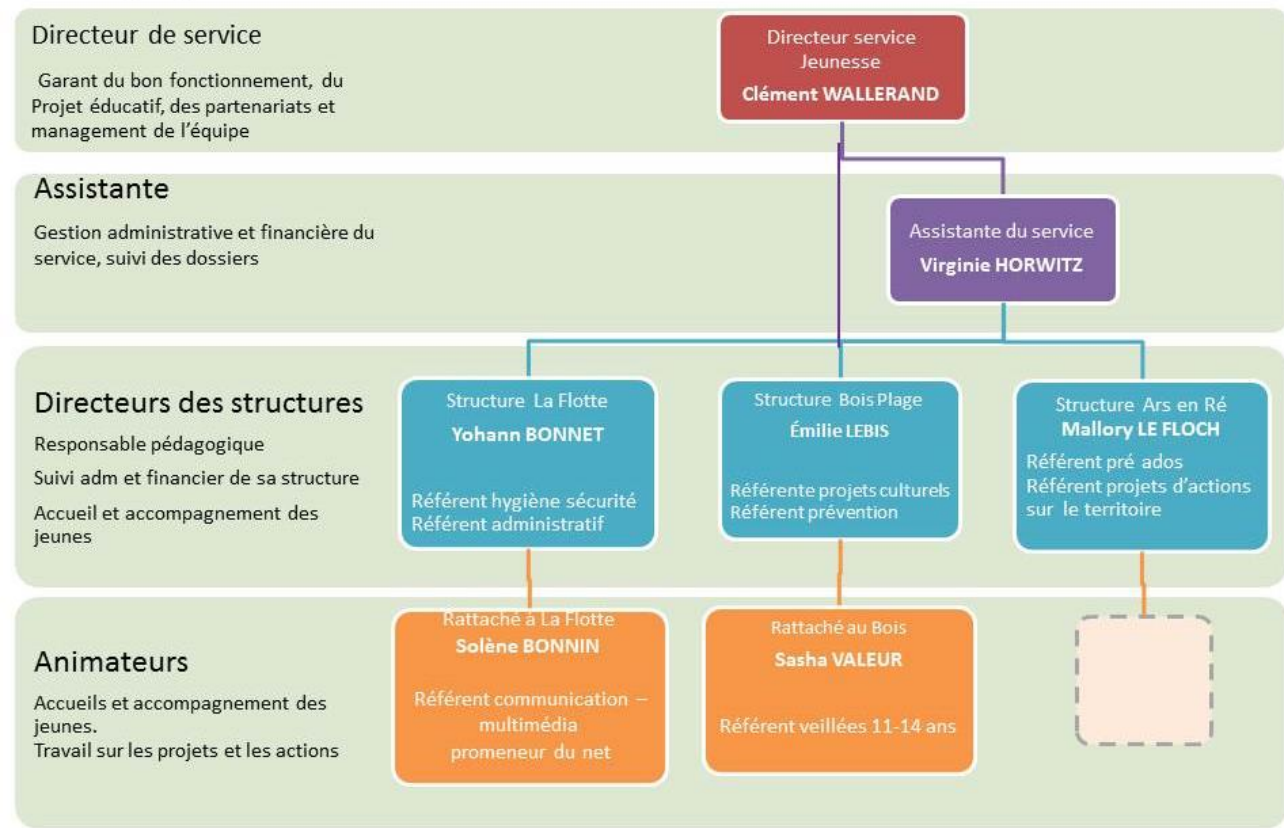 Directeur de service
Garant du bon fonctionnement, du
Projet éducatif, des partenariats et
management de l'équipe
Directeur service
Jeunesse
Clément WALLERAND
Assistante
Gestion administrative et financière du
service, suivi des dossiers
Assistante du service
Virginie HORWITZ
Directeurs des structures
Responsable pédagogique
Suivi adm et financier de sa structure
Accueil et accompagnement des
jeunes
Structure La Flotte
Yohann BONNET
Référent hygiène sécurité
Référent administratif
Structure Bois Plage
Émilie LEBIS
Référente projets culturels
Référent prévention
Structure Ars en Ré
Mallory LE FLOCH
Référent pré ados
Référent projets d'actions
sur le territoire
Animateurs
Accueils et accompagnement des
jeunes.
Travail sur les projets et les actions
Rattaché à La Flotte
Solène BONNIN
Référent communication –
multimédia
promeneur du net
Rattaché au Bois
Sasha VALEUR
Référent veillées 11-14 ans